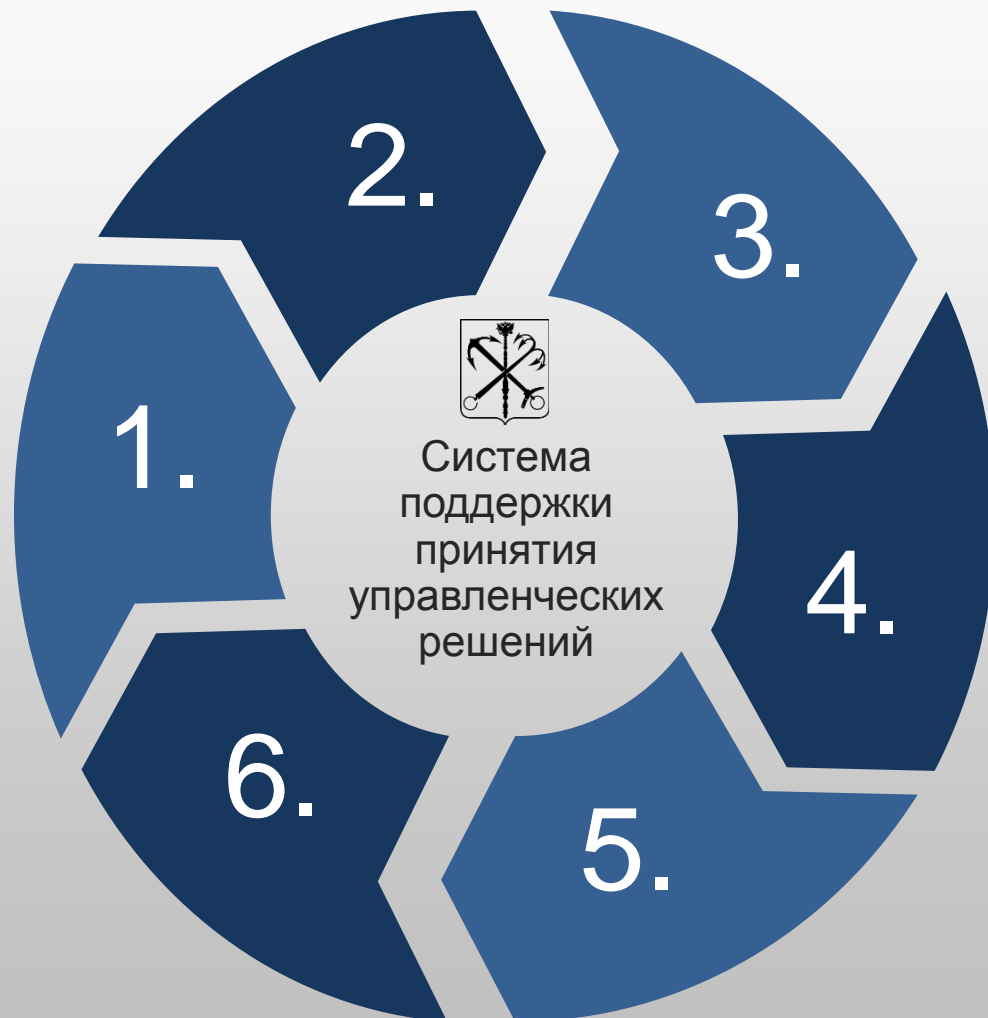 2.
3.
1.
Система
поддержки
принятия
управленческих
решений
4.
6.
5.